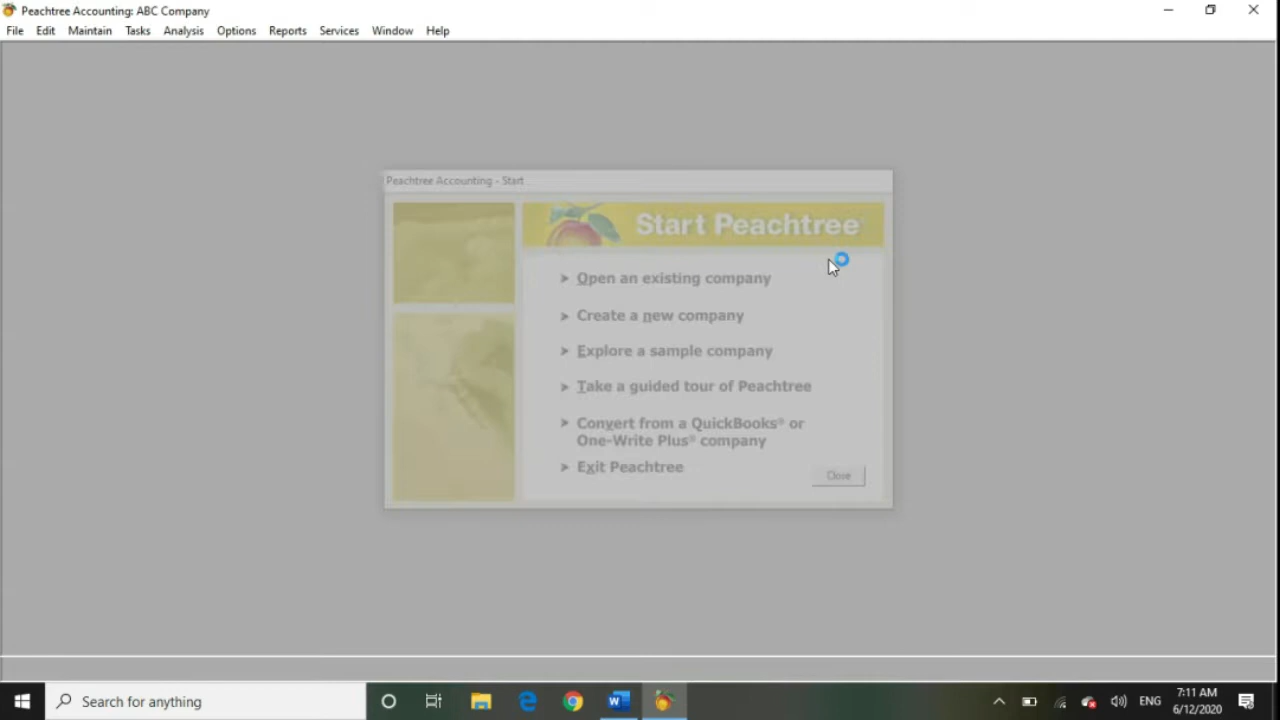 Peachtree Accounting: ABC Company
File Edit Maintain Tasks Analysis Options Reports Services Window Help
Peachtree Accounting - Start ...
Start Peachtree
Open an existing company
Create a new company
Explore a sample company
Take a guided tour of Peachtree
Convert from a QuickBooks® or
One-Write Plus® company
Exit Peachtree
Close
Search for anything
ENG
7:11 AM
6/12/2020